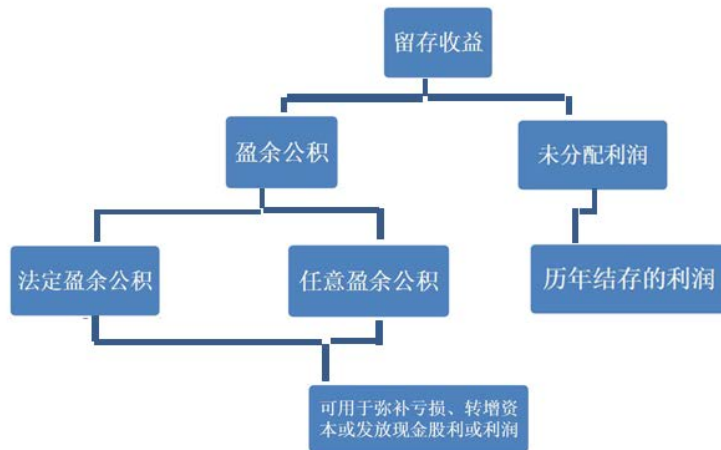 留存收益
盈余公积
未分配利润
法定盈余公积
任意盈余公积
历年结存的利润
可用于弥补亏损、转增资
本或发放现金股利或利润